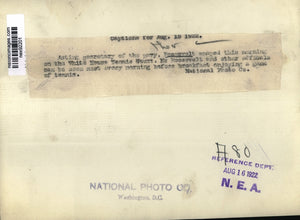 Captions for Aug. 15 1922.
Acting secretary of the navy, Roosevelt snapped this morning
on the White House Tennis Court. Mr Roosevelt and other officials
can be seen most every morning before breakfast enjoying a game
of tennis. National Photo Co.
A80
REFERENCE DEPT.
AUG 16 1922
N. E. A.
NATIONAL PHOTO CO.
Washington, D.C.